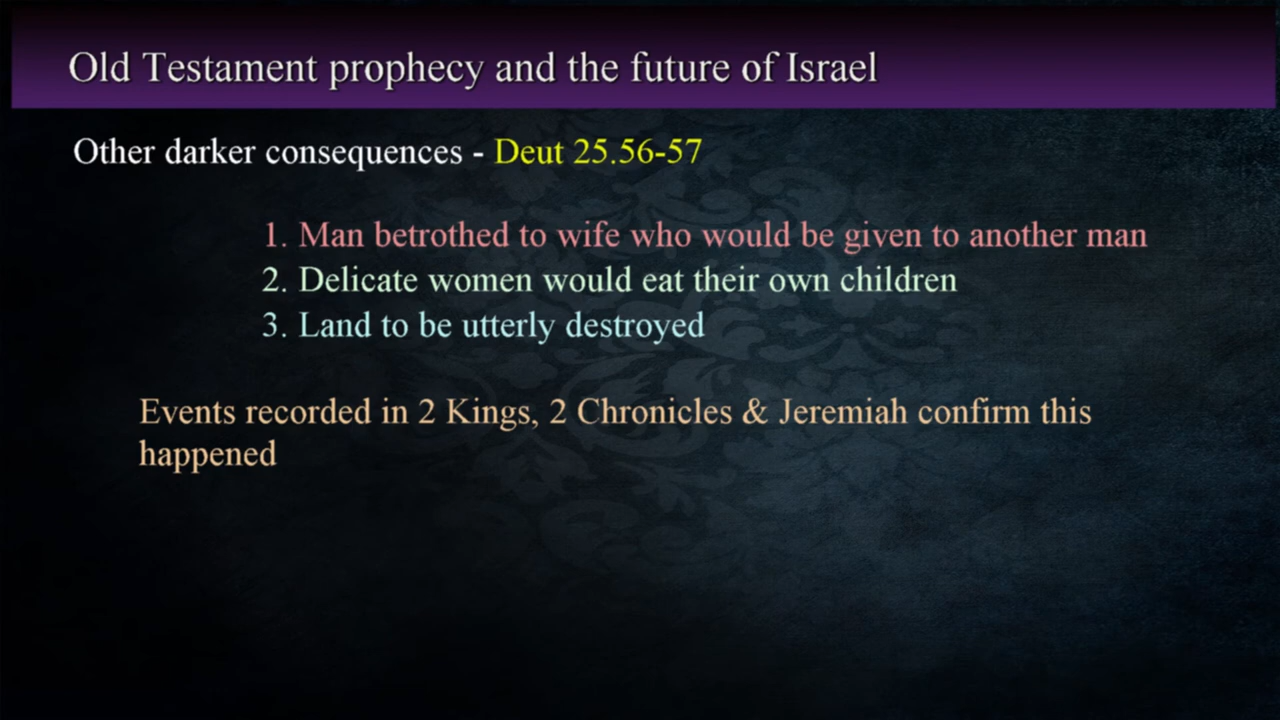 Old Testament prophecy and the future of Israel
Other darker consequences - Deut 25.56-57
1. Man betrothed to wife who would be given to another man
2. Delicate women would eat their own children
3. Land to be utterly destroyed
Events recorded in 2 Kings, 2 Chronicles & Jeremiah confirm this
happened